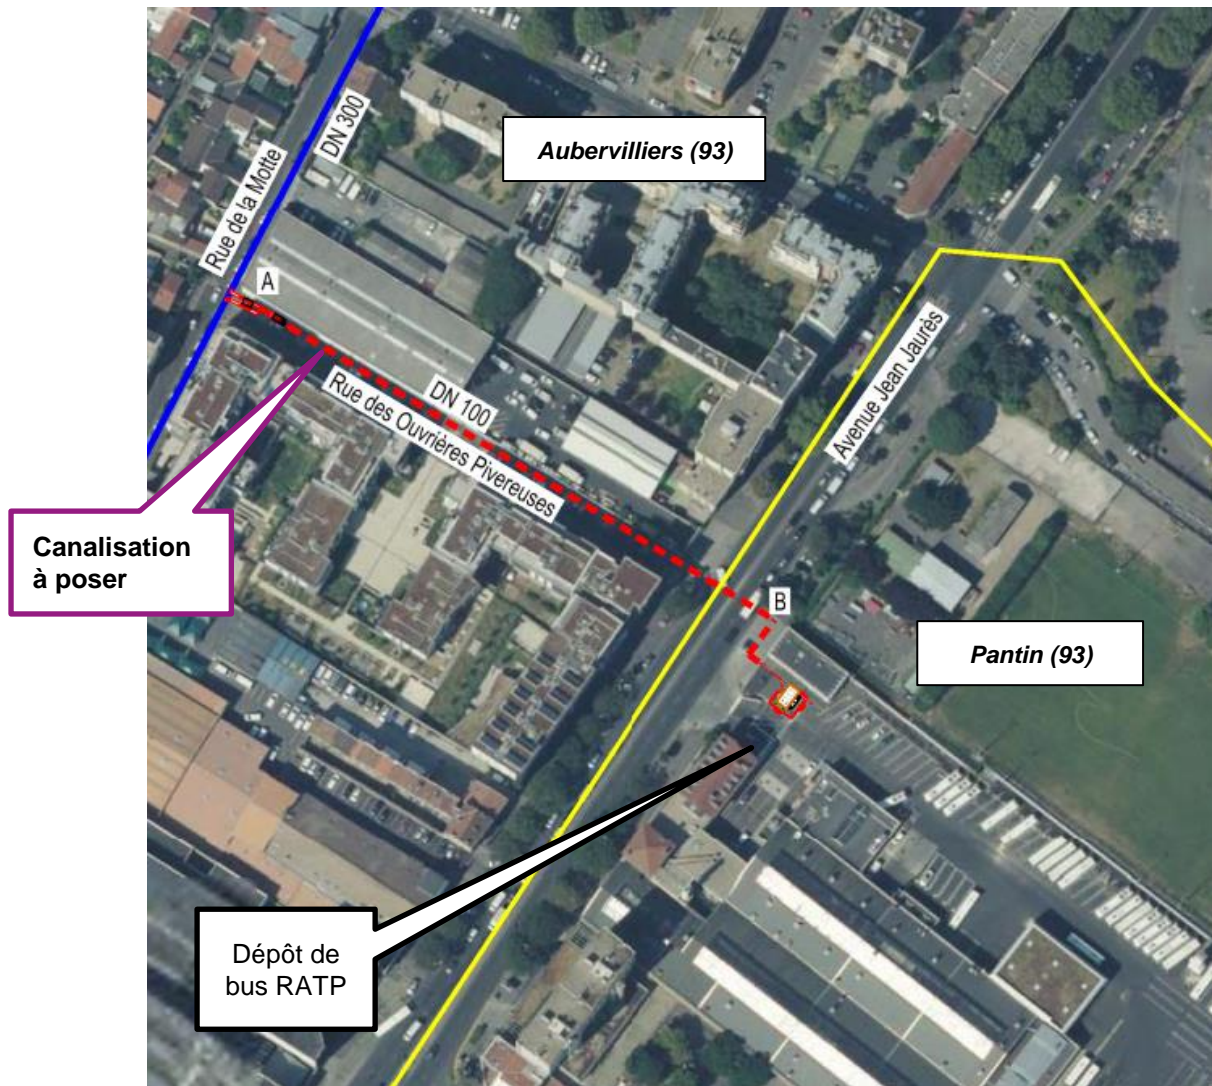 DN 300
Aubervilliers (93)
Rue de la Motte
A
DN 100
Rue des Ouvrières Pivereuses
Avenue Jean Jaurès
Canalisation
à poser
B
Pantin (93)
Dépôt de
bus RATP